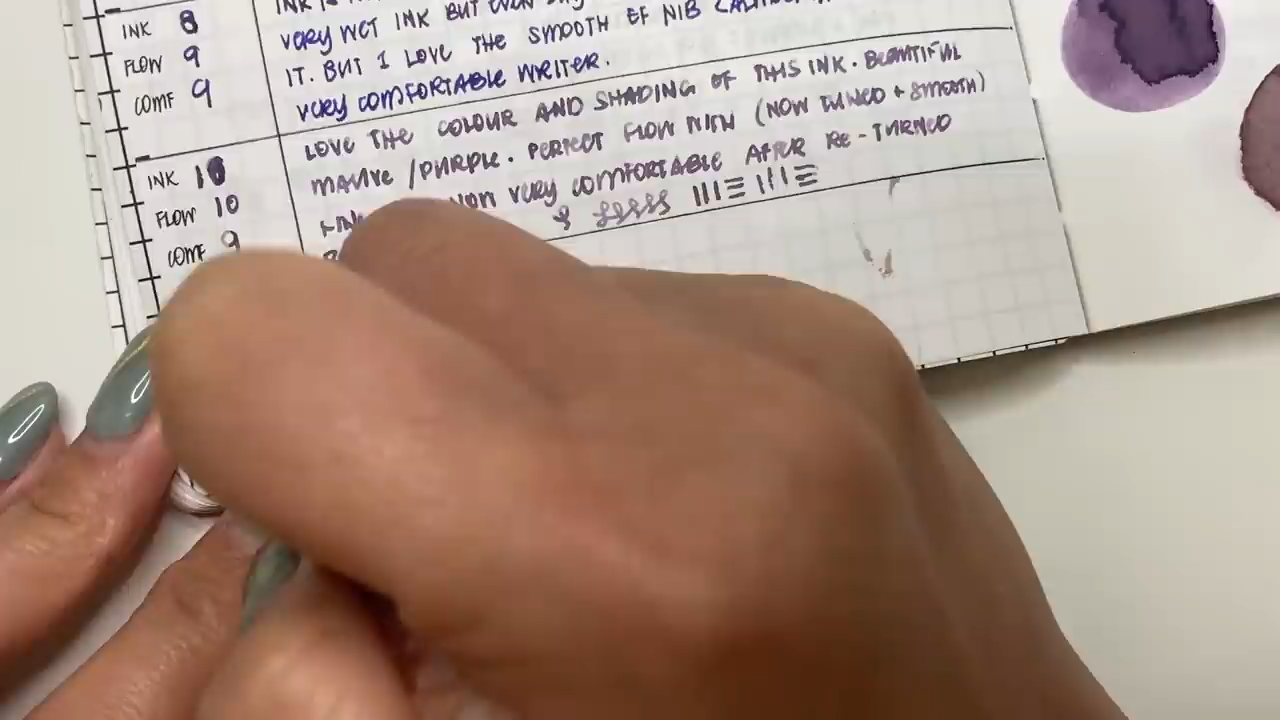 INK 8
FLOW 9
COMF 9
VERY WET INK BUT
IT. BUT I LOVE THE SMOOTH OF NIB
VERY COMFORTABLE WRITER.
INK 10
FLOW 10
COMF 9
LOVE THE COLOUR AND SHADING OF THIS INK. BEAUTIFUL
MAUVE/PURPLE. PERFECT FLOW WITH (NOW TUNED + SMOOTH)
VERY COMFORTABLE AFTER RE-TURNED